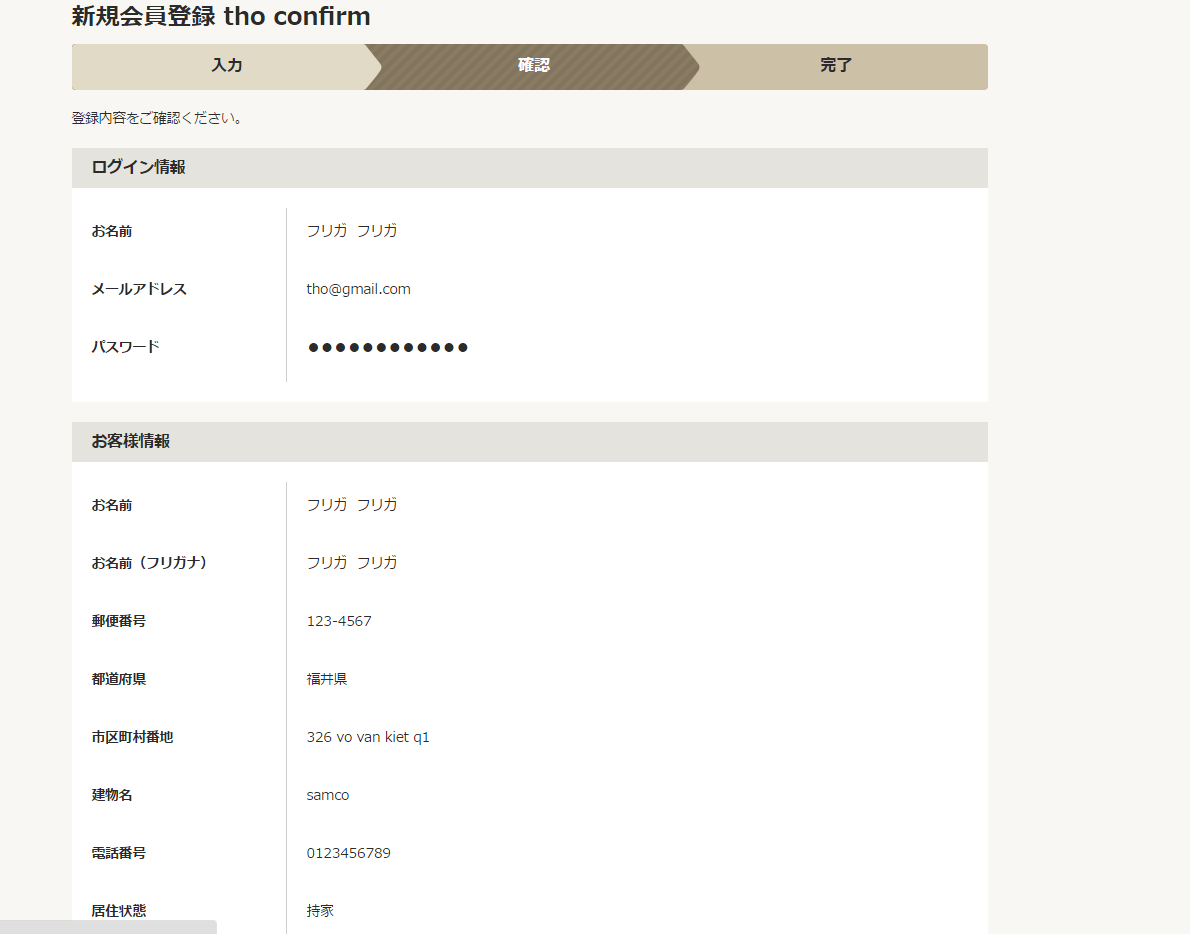 新規会員登録 tho confirm
入力 確認 完了
登録内容をご確認ください。
ログイン情報
お名前 フリガ フリガ
メールアドレス tho@gmail.com
パスワード ●●●●●●●●●●●●
お客様情報
お名前 フリガ フリガ
お名前（フリガナ） フリガ フリガ
郵便番号 123-4567
都道府県 福井県
市区町村番地 326 vo van kiet q1
建物名 samco
電話番号 0123456789
居住状態 持家